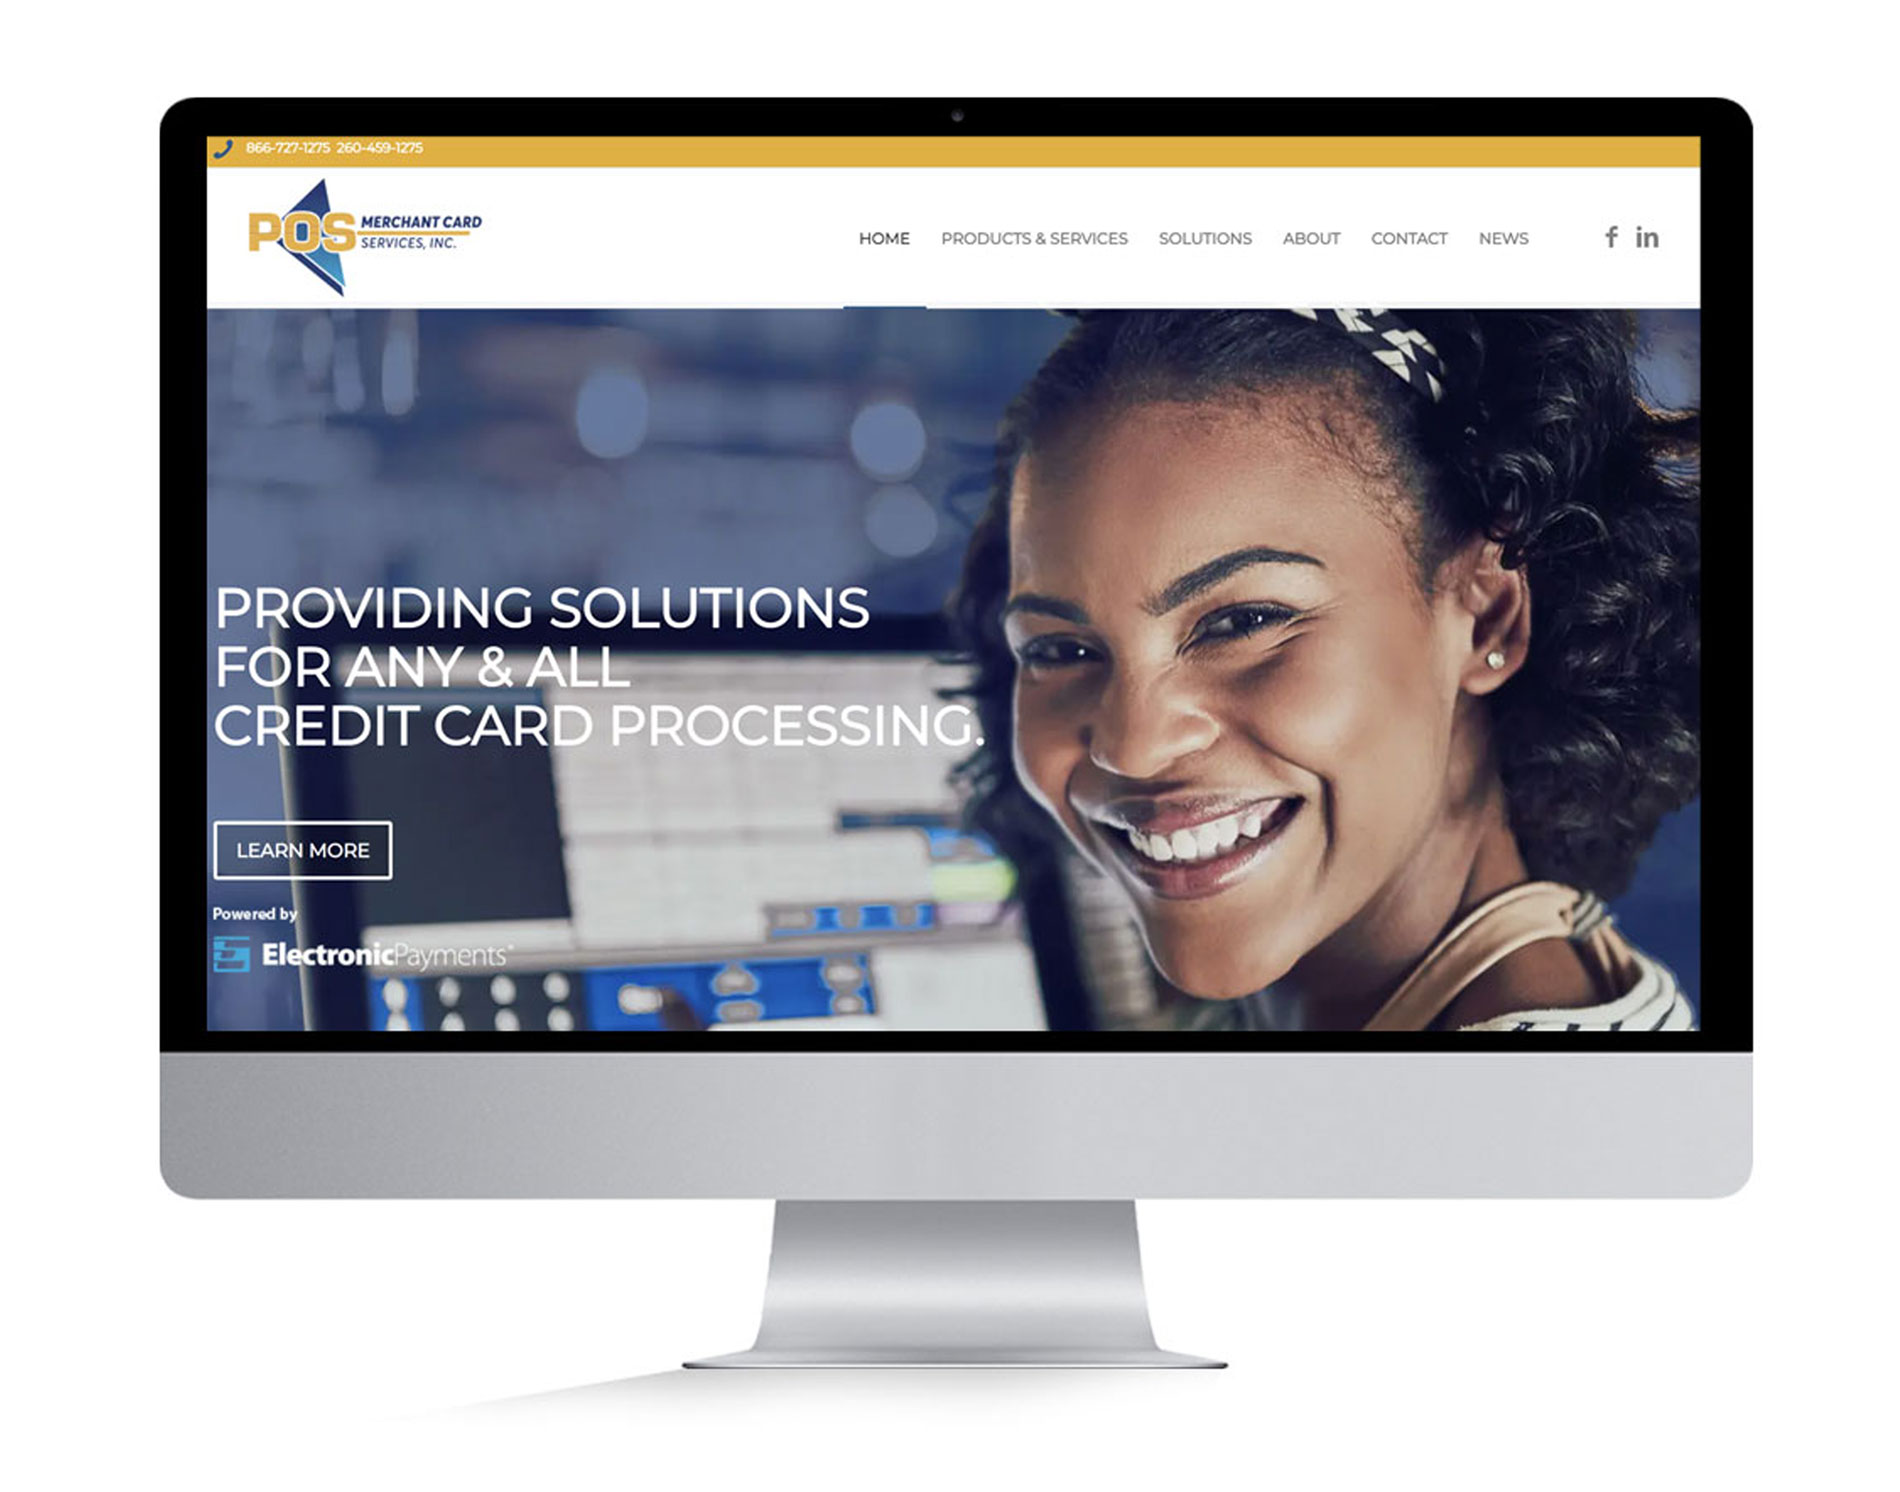 866-727-1275 260-459-1275
POS MERCHANT CARD
SERVICES, INC.
HOME PRODUCTS & SERVICES SOLUTIONS ABOUT CONTACT NEWS f in
PROVIDING SOLUTIONS
FOR ANY & ALL
CREDIT CARD PROCESSING.
LEARN MORE
Powered by
ElectronicPayments